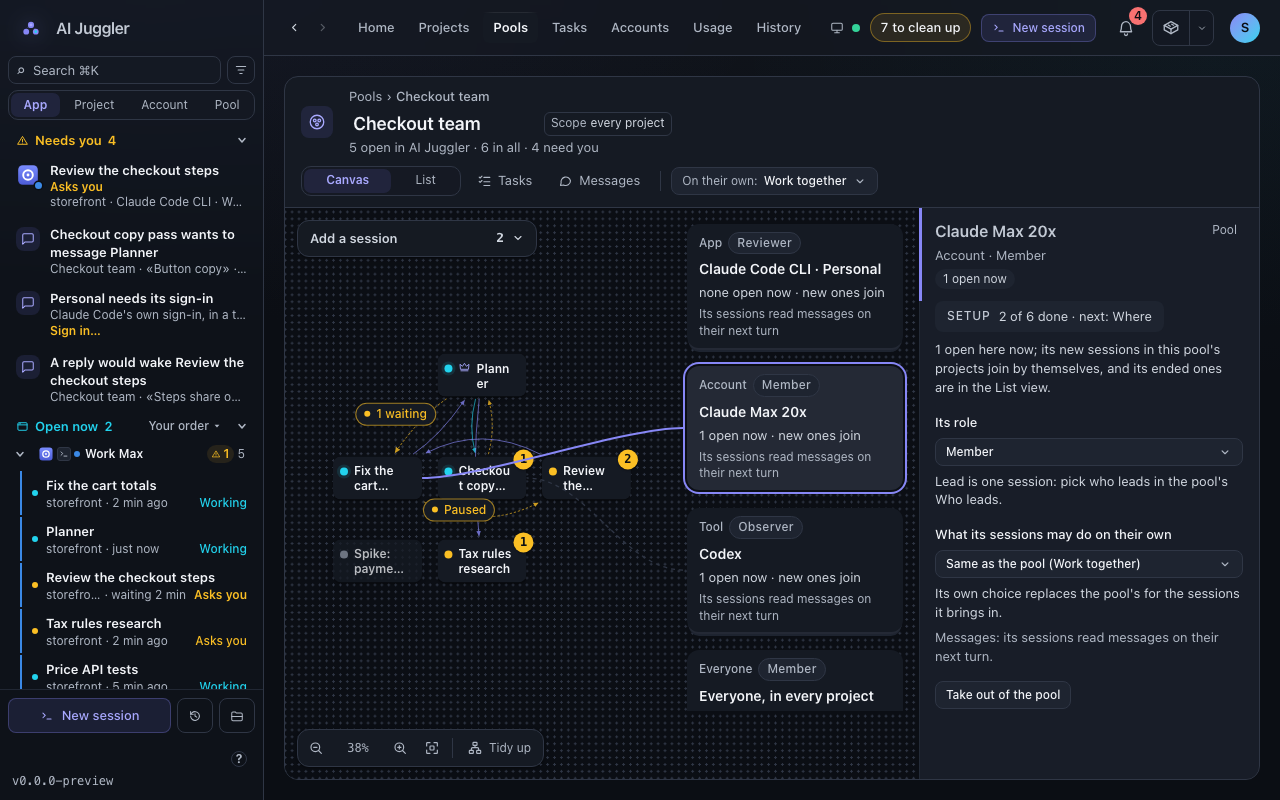 AI Juggler
Search ⌘K
App Project Account Pool
Needs you 4
Review the checkout steps
Asks you
storefront · Claude Code CLI · W...
Checkout copy pass wants to
message Planner
Checkout team · «Button copy» ·...
Personal needs its sign-in
Claude Code's own sign-in, in a t...
Sign in...
A reply would wake Review the
checkout steps
Checkout team · «Steps share o...
Open now 2 Your order
Work Max 1 5
Fix the cart totals
storefront · 2 min ago Working
Planner
storefront · just now Working
Review the checkout steps
storefro... · waiting 2 min Asks you
Tax rules research
storefront · 2 min ago Asks you
Price API tests
storefront · 5 min ago Working
New session
?
v0.0.0-preview
Home Projects Pools Tasks Accounts Usage History
7 to clean up
New session
4
S
Pools › Checkout team
Checkout team
Scope every project
5 open in AI Juggler · 6 in all · 4 need you
Canvas List
Tasks
Messages
On their own: Work together
Add a session 2
Plann
er
1 waiting
Fix the
cart...
Checkou
t copy...
1
Review
the...
2
Paused
Spike:
payme...
Tax rules
research
1
App Reviewer
Claude Code CLI · Personal
none open now · new ones join
Its sessions read messages on
their next turn
Account Member
Claude Max 20x
1 open now · new ones join
Its sessions read messages on
their next turn
Tool Observer
Codex
1 open now · new ones join
Its sessions read messages on
their next turn
Everyone Member
Everyone, in every project
38%
Tidy up
Claude Max 20x Pool
Account · Member
1 open now
SETUP 2 of 6 done · next: Where
1 open here now; its new sessions in this pool's
projects join by themselves, and its ended ones
are in the List view.
Its role
Member
Lead is one session: pick who leads in the pool's
Who leads.
What its sessions may do on their own
Same as the pool (Work together)
Its own choice replaces the pool's for the sessions
it brings in.
Messages: its sessions read messages on their
next turn.
Take out of the pool